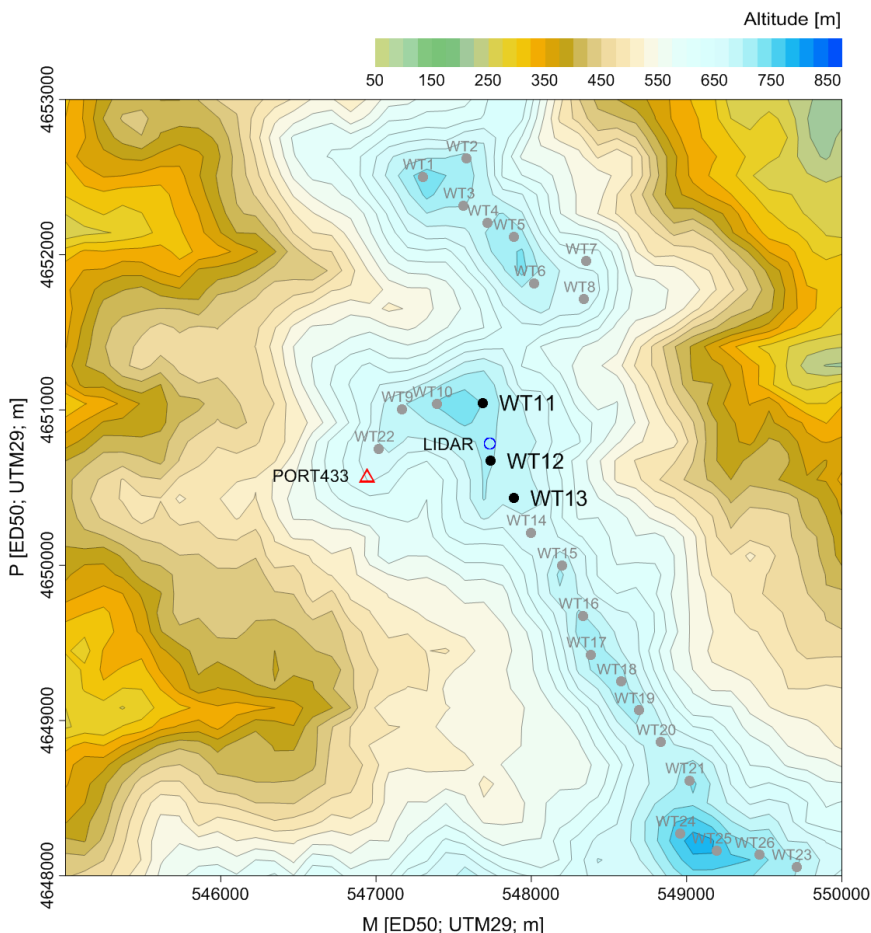 Altitude [m]
50 150 250 350 450 550 650 750 850
4653000
WT2
WT1
WT3
WT4
WT5
4652000
WT7
WT6
WT8
4651000
WT10
WT9
WT11
WT22
LIDAR
WT12
PORT433
WT13
WT14
4650000
WT15
WT16
WT17
WT18
WT19
4649000
WT20
WT21
WT24
WT25
WT26
WT23
4648000
P [ED50; UTM29; m]
546000 547000 548000 549000 550000
M [ED50; UTM29; m]